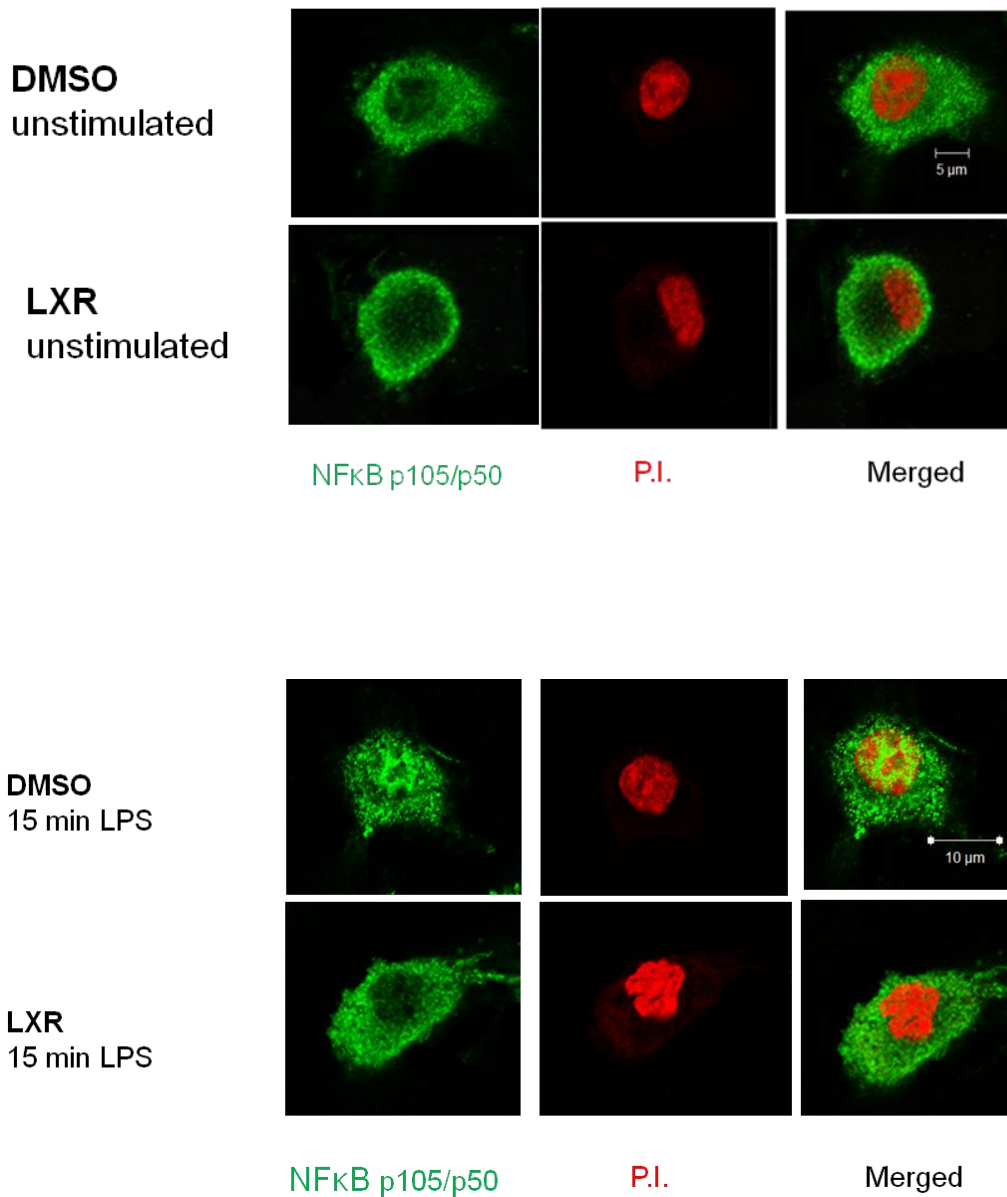 DMSO
unstimulated
5 µm
LXR
unstimulated
NFκB p105/p50
P.I.
Merged
DMSO
15 min LPS
10 µm
LXR
15 min LPS
NFκB p105/p50
P.I.
Merged